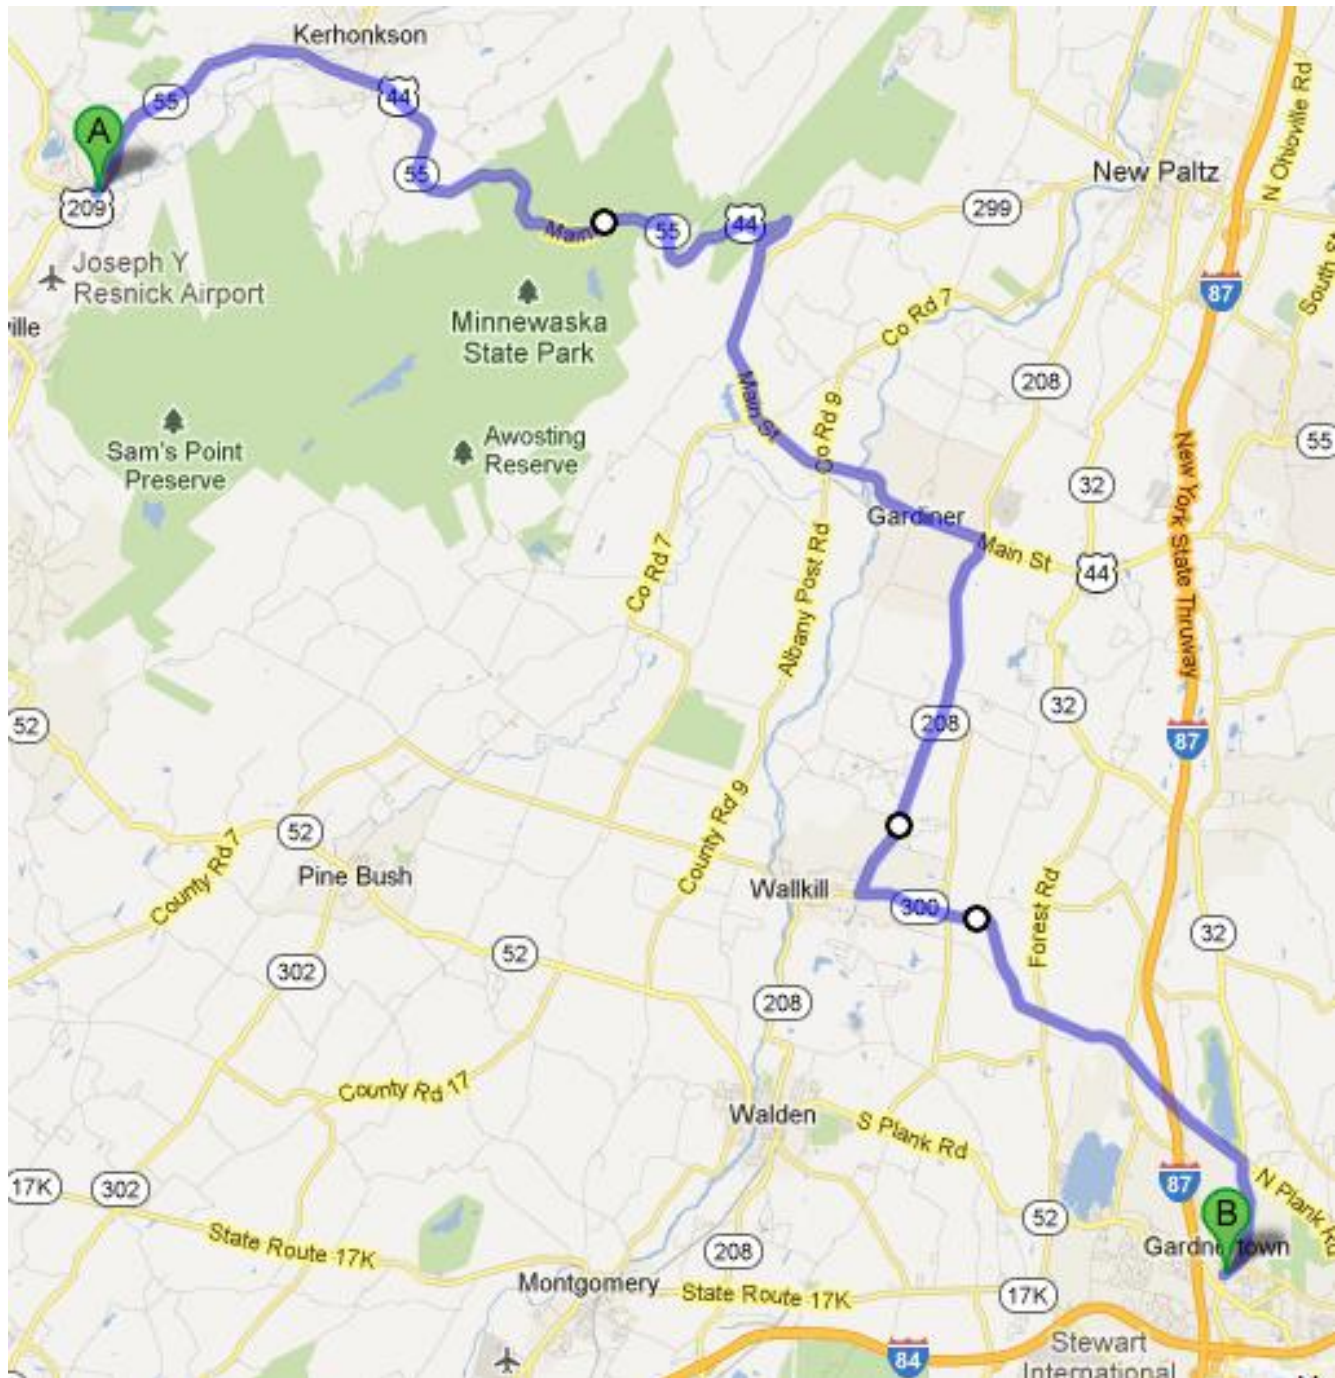 Kerhonkson
55
44
A
55
209
New Paltz
N Ohioville Rd
299
44
55
Main
South St
Joseph Y
Resnick Airport
87
ville
Minnewaska
State Park
Co Rd 7
208
Main St
Co Rd 9
Sam's Point
Preserve
Awosting
Reserve
55
32
New York State Thruway
Gardiner
Main St
44
Co Rd 7
Albany Post Rd
52
208
32
87
County Rd 9
52
County Rd 7
Pine Bush
Wallkill
300
Forest Rd
32
52
302
208
County Rd 17
Walden
S Plank Rd
17K
302
87
N Plank Rd
B
52
State Route 17K
208
Montgomery
State Route 17K
17K
84
Stewart
International